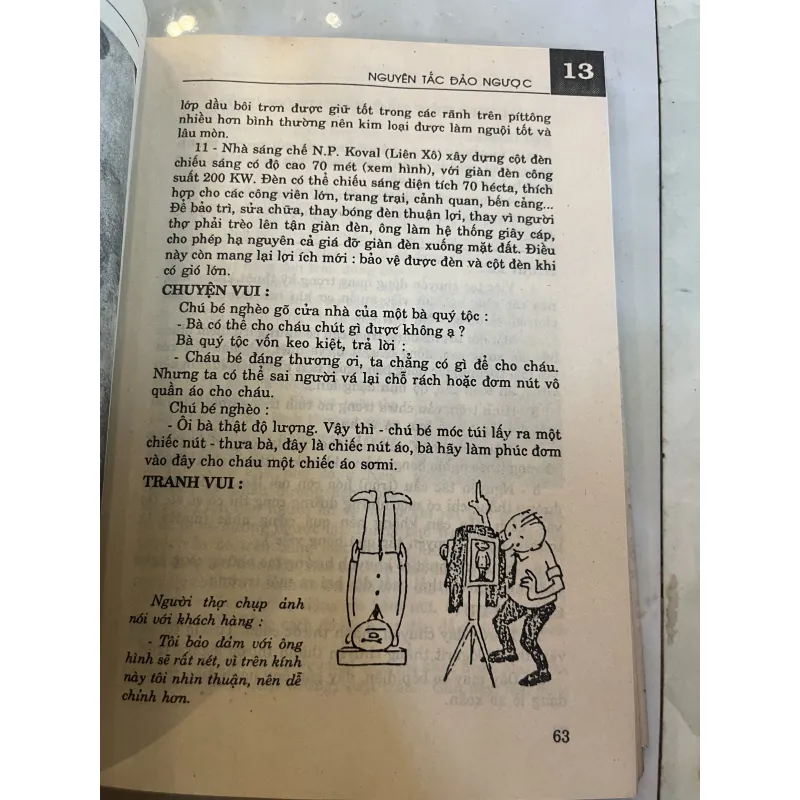 NGUYÊN TẮC ĐẢO NGƯỢC
13
lớp dầu bôi trơn được giữ tốt trong các rãnh trên píttông
nhiều hơn bình thường nên kim loại được làm nguội tốt và
lâu mòn.
11 - Nhà sáng chế N.P. Koval (Liên Xô) xây dựng cột đèn
chiếu sáng có độ cao 70 mét (xem hình), với giàn đèn công
suất 200 KW. Đèn có thể chiếu sáng diện tích 70 hécta, thích
hợp cho các công viên lớn, trang trại, cảnh quan, bến cảng...
Để bảo trì, sửa chữa, thay bóng đèn thuận lợi, thay vì người
thợ phải trèo lên tận giàn đèn, ông làm hệ thống giây cáp,
cho phép hạ nguyên cả giá đỡ giàn đèn xuống mặt đất. Điều
này còn mang lại lợi ích mới : bảo vệ được đèn và cột đèn khi
có gió lớn.
CHUYỆN VUI :
Chú bé nghèo gõ cửa nhà của một bà quý tộc :
- Bà có thể cho cháu chút gì được không ạ ?
Bà quý tộc vốn keo kiệt, trả lời :
- Cháu bé đáng thương ơi, ta chẳng có gì để cho cháu.
Nhưng ta có thể sai người vá lại chỗ rách hoặc đơm nút vô
quần áo cho cháu.
Chú bé nghèo :
- Ôi bà thật độ lượng. Vậy thì - chú bé móc túi lấy ra một
chiếc nút - thưa bà, đây là chiếc nút áo, bà hãy làm phúc đơm
vào đây cho cháu một chiếc áo sơmi.
TRANH VUI :
Người thợ chụp ảnh
nói với khách hàng :
- Tôi bảo đảm với ông
hình sẽ rất nét, vì trên kính
này tôi nhìn thuận, nên dễ
chỉnh hơn.
63